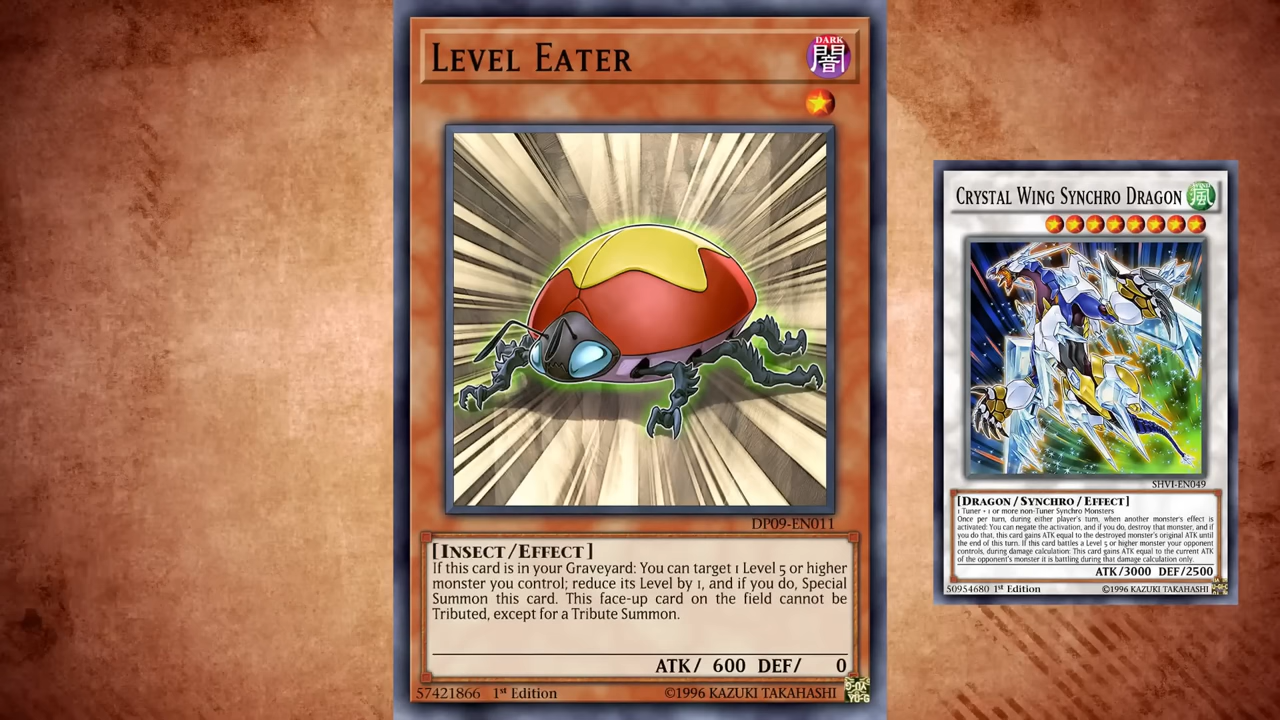 LEVEL EATER
DARK
闇
DP09-EN011
[INSECT/EFFECT]
If this card is in your Graveyard: You can target 1 Level 5 or higher
monster you control; reduce its Level by 1, and if you do, Special
Summon this card. This face-up card on the field cannot be
Tributed, except for a Tribute Summon.
ATK/ 600 DEF/ 0
57421866 1st Edition ©1996 KAZUKI TAKAHASHI
CRYSTAL WING SYNCHRO DRAGON
WIND
風
SHVI-EN049
[DRAGON/SYNCHRO/EFFECT]
1 Tuner + 1 or more non-Tuner Synchro Monsters
Once per turn, during either player's turn, when another monster's effect is
activated: You can negate the activation, and if you do, destroy that monster, and if
you do that, this card gains ATK equal to the destroyed monster's original ATK until
the end of this turn. If this card battles a Level 5 or higher monster your opponent
controls, during damage calculation: This card gains ATK equal to the current ATK
of the opponent's monster it is battling during that damage calculation only.
ATK/3000 DEF/2500
50954680 1st Edition ©1996 KAZUKI TAKAHASHI